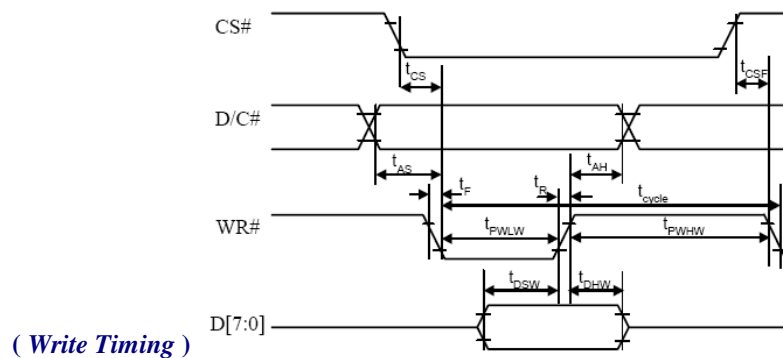 CS#
tCS
tCSF
D/C#
tAS
tF
tR
tAH
tcycle
WR#
tPWLW
tPWHW
tDSW
tDHW
D[7:0]
( Write Timing )